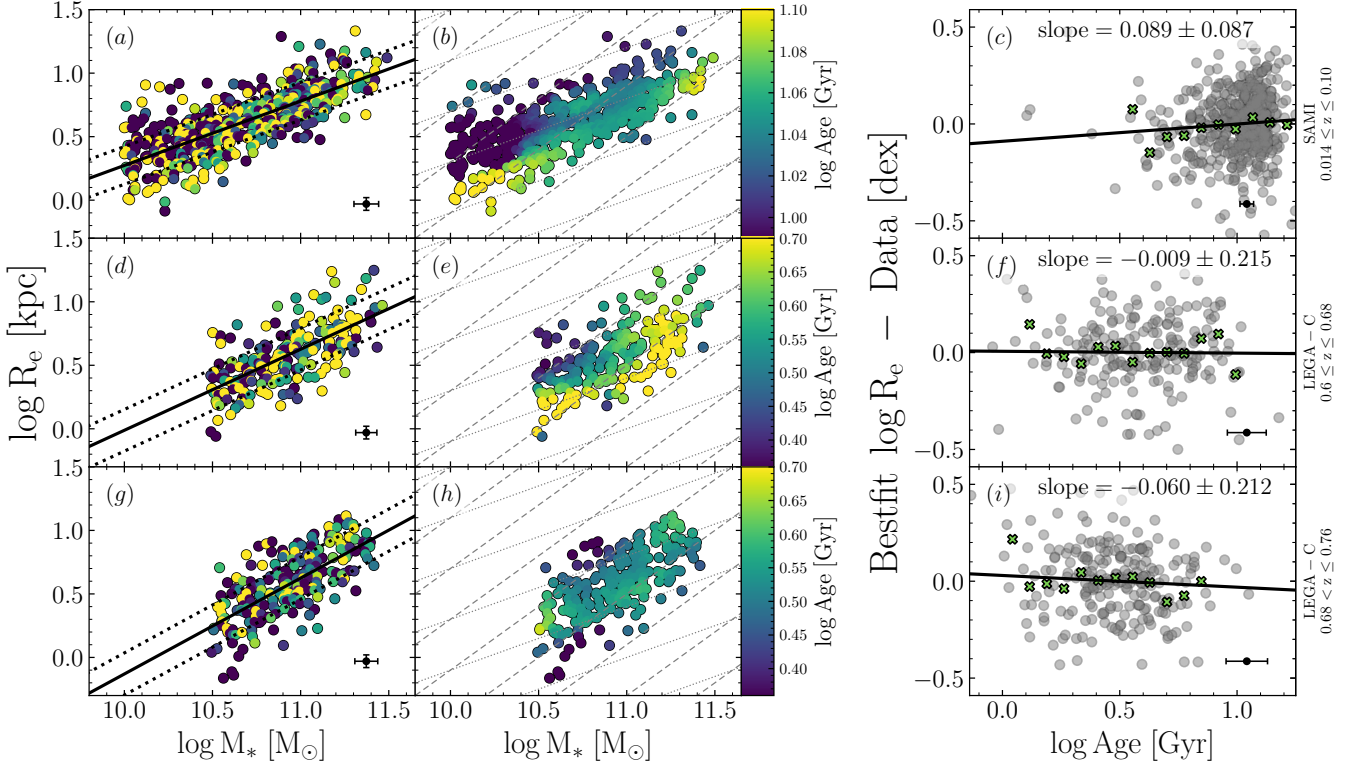 (a)
(b)
(c)
slope = 0.089 ± 0.087
(d)
(e)
(f)
slope = −0.009 ± 0.215
(g)
(h)
(i)
slope = −0.060 ± 0.212
1.5
1.0
0.5
0.0
1.5
1.0
0.5
0.0
1.5
1.0
0.5
0.0
log Rₑ [kpc]
10.0 10.5 11.0 11.5
10.0 10.5 11.0 11.5
log M* [M⊙]
log M* [M⊙]
1.10
1.08
1.06
1.04
1.02
1.00
log Age [Gyr]
0.70
0.65
0.60
0.55
0.50
0.45
0.40
log Age [Gyr]
0.70
0.65
0.60
0.55
0.50
0.45
0.40
log Age [Gyr]
Bestfit log Rₑ − Data [dex]
0.5
0.0
−0.5
0.5
0.0
−0.5
0.5
0.0
−0.5
0.0 0.5 1.0
log Age [Gyr]
SAMI
0.014 ≤ z ≤ 0.10
LEGA − C
0.6 ≤ z ≤ 0.68
LEGA − C
0.68 < z ≤ 0.76